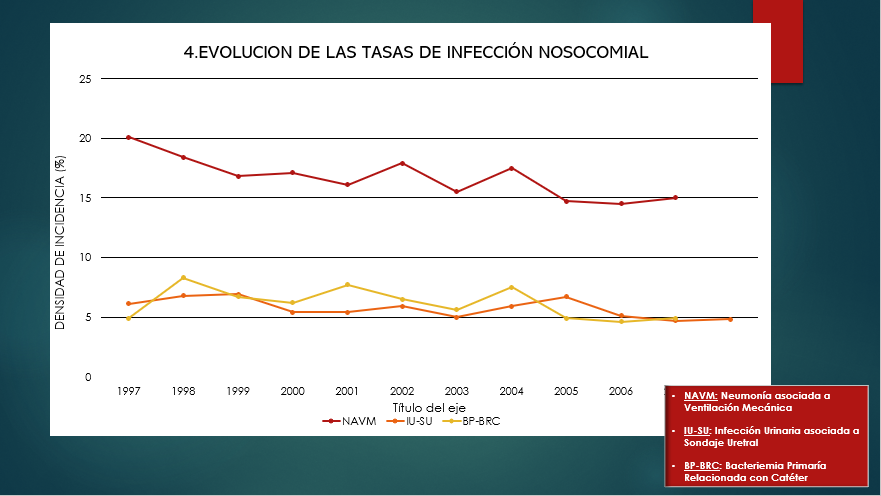 4.EVOLUCION DE LAS TASAS DE INFECCIÓN NOSOCOMIAL
DENSIDAD DE INCIDENCIA (%)
25
20
15
10
5
0
1997 1998 1999 2000 2001 2002 2003 2004 2005 2006
Título del eje
NAVM IU-SU BP-BRC
• NAVM: Neumonía asociada a
Ventilación Mecánica
• IU-SU: Infección Urinaria asociada a
Sondaje Uretral
• BP-BRC: Bacteriemia Primaría
Relacionada con Catéter